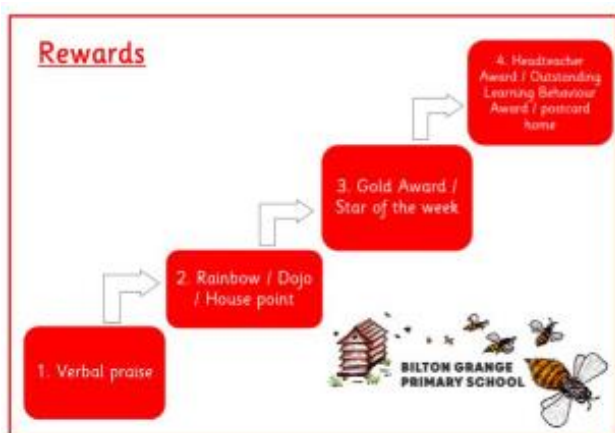 Rewards
4. Headteacher
Award / Outstanding
Learning Behaviour
Award / postcard
home
3. Gold Award /
Star of the week
2. Rainbow / Dojo
/ House point
1. Verbal praise
BILTON GRANGE
PRIMARY SCHOOL